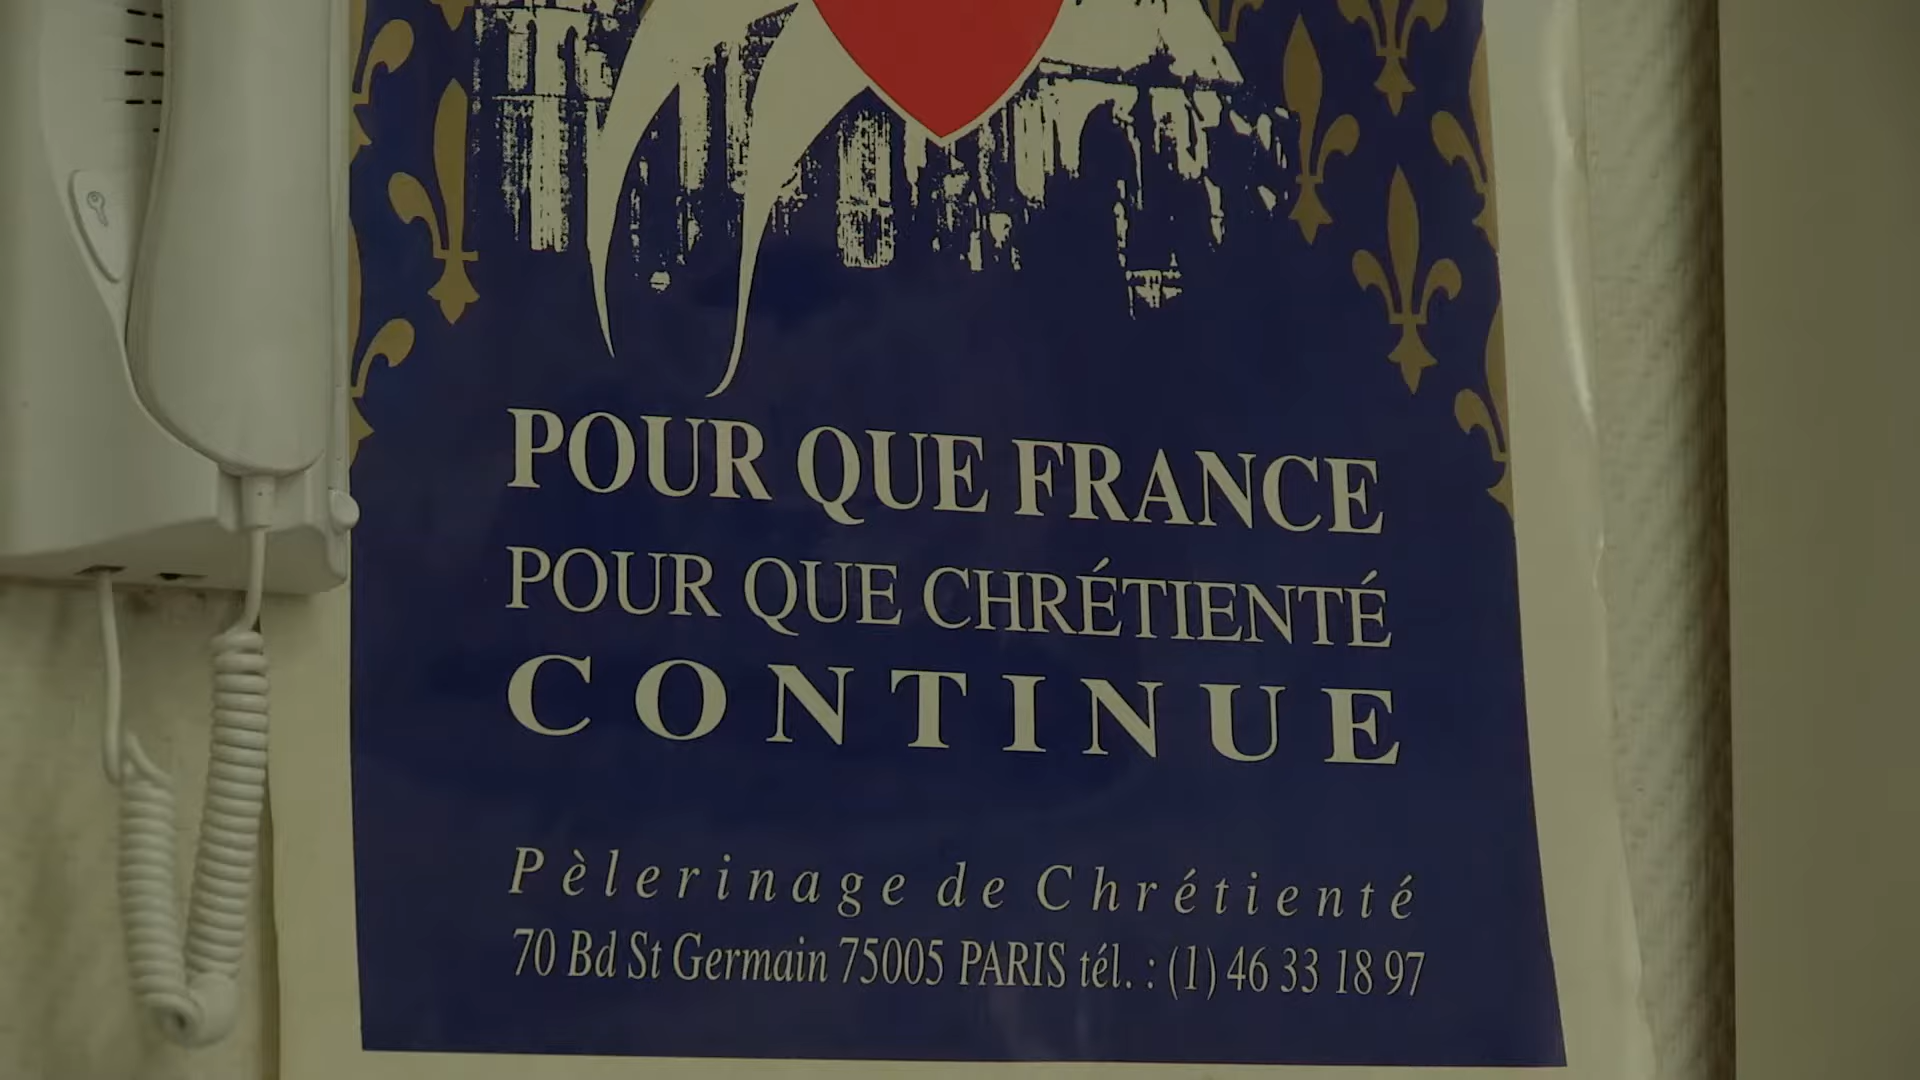 POUR QUE FRANCE
POUR QUE CHRÉTIENTÉ
CONTINUE
Pèlerinage de Chrétienté
70 Bd St Germain 75005 PARIS tél. : (1) 46 33 18 97